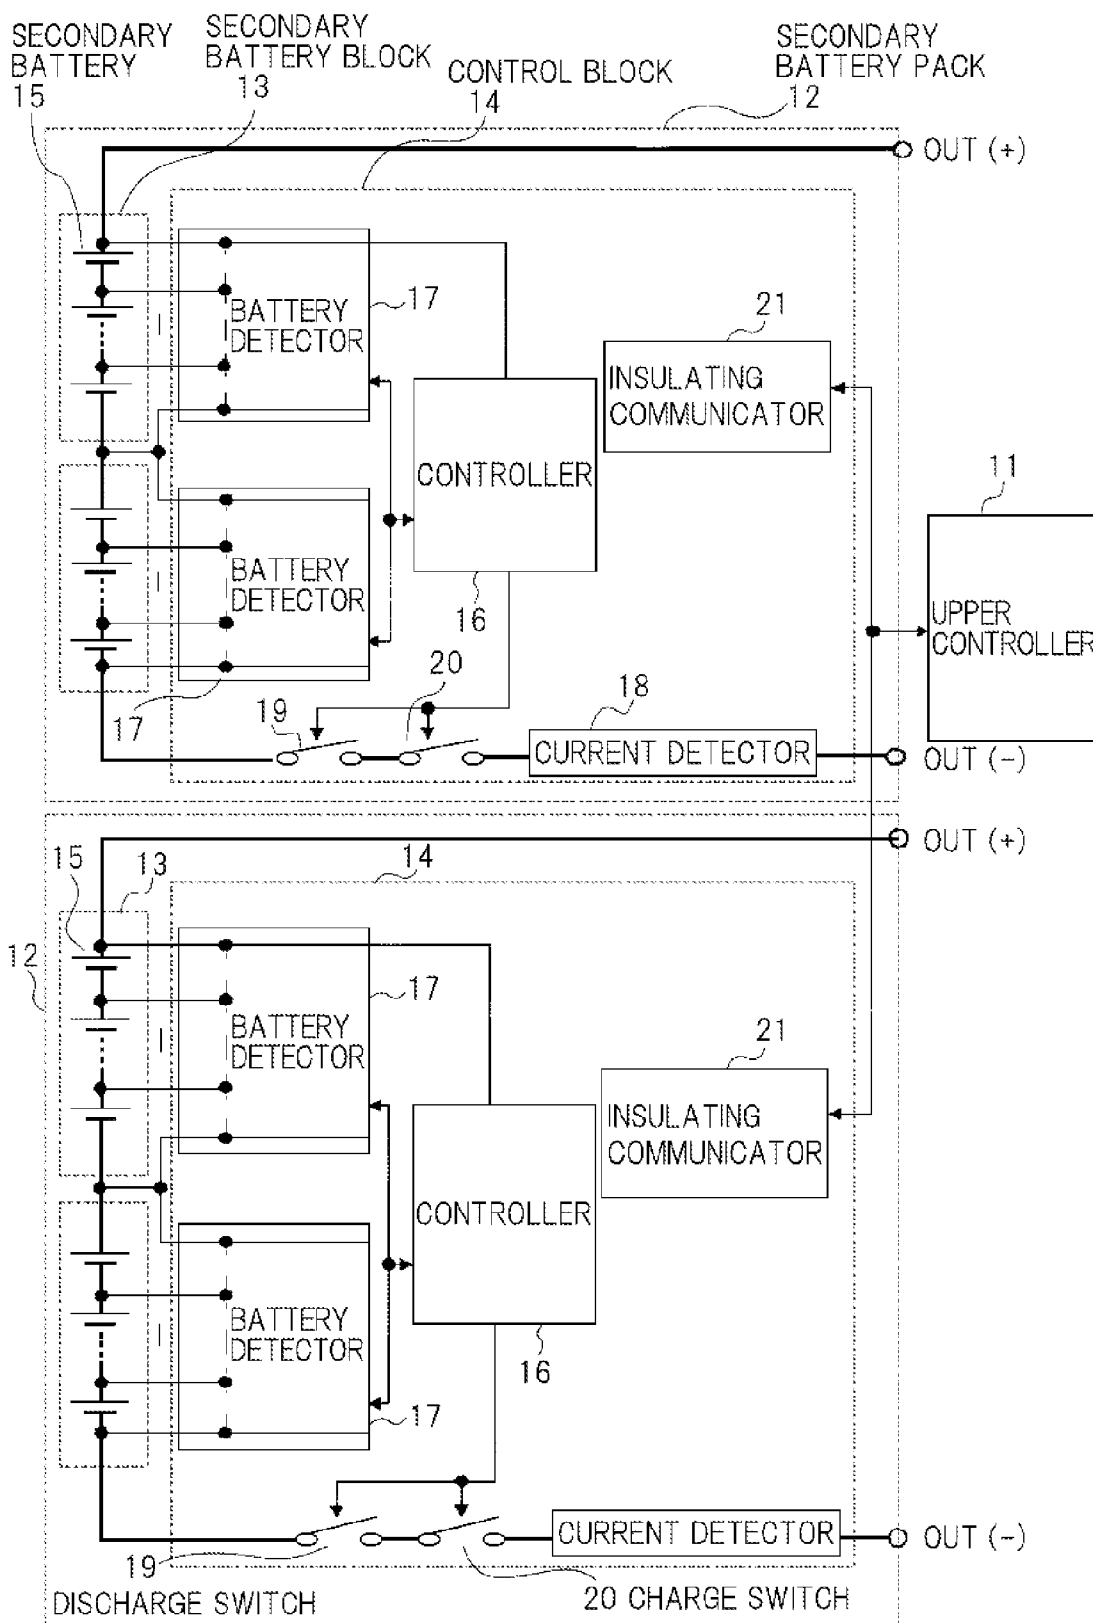 SECONDARY
BATTERY
15
SECONDARY
BATTERY BLOCK
13
CONTROL BLOCK
14
SECONDARY
BATTERY PACK
12
OUT (+)
BATTERY
DETECTOR
17
21
INSULATING
COMMUNICATOR
CONTROLLER
11
BATTERY
DETECTOR
16
UPPER
CONTROLLER
17
19
20
18
CURRENT DETECTOR
OUT (-)
OUT (+)
15
13
14
12
BATTERY
DETECTOR
17
21
INSULATING
COMMUNICATOR
CONTROLLER
BATTERY
DETECTOR
16
17
CURRENT DETECTOR
OUT (-)
19
DISCHARGE SWITCH
20 CHARGE SWITCH